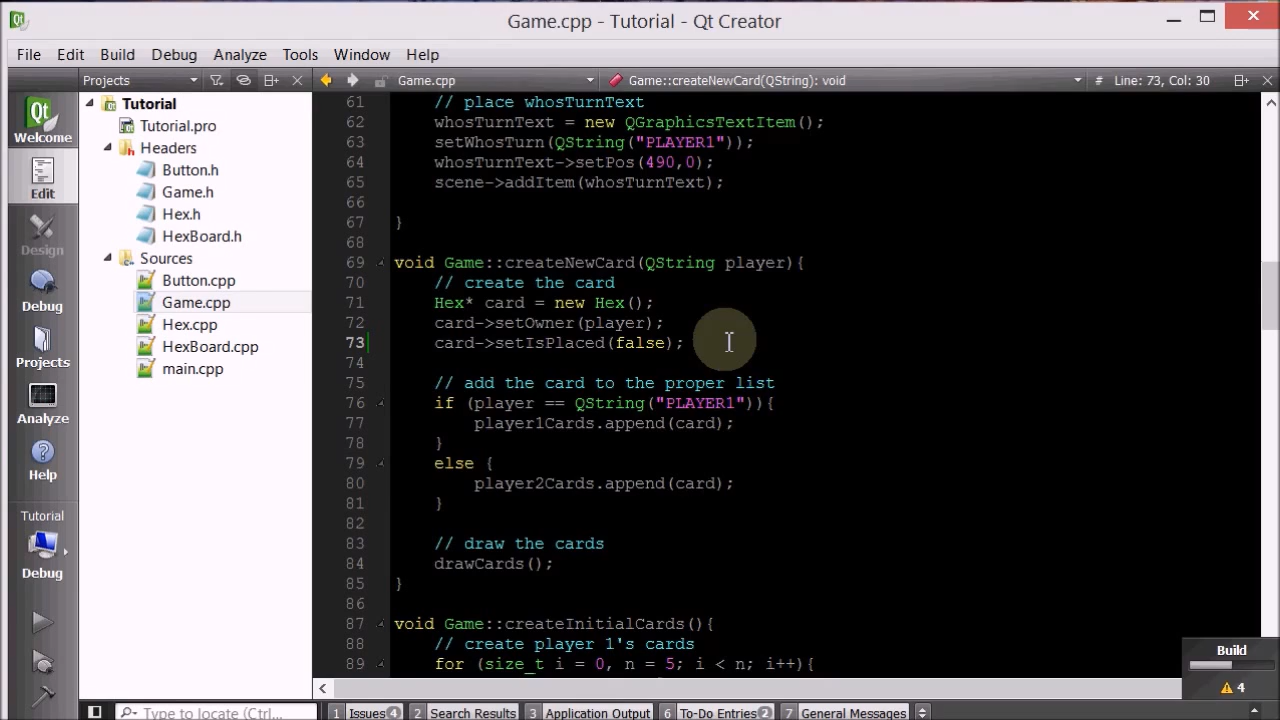 Game.cpp - Tutorial - Qt Creator
File Edit Build Debug Analyze Tools Window Help
Projects Game.cpp Game::createNewCard(QString): void # Line: 73, Col: 30
Welcome
Edit
Design
Debug
Projects
Analyze
Help
Tutorial
Debug
Tutorial
Tutorial.pro
Headers
Button.h
Game.h
Hex.h
HexBoard.h
Sources
Button.cpp
Game.cpp
Hex.cpp
HexBoard.cpp
main.cpp
61 // place whosTurnText
62 whosTurnText = new QGraphicsTextItem();
63 setWhosTurn(QString("PLAYER1"));
64 whosTurnText->setPos(490,0);
65 scene->addItem(whosTurnText);
66
67 }
68
69 void Game::createNewCard(QString player){
70 // create the card
71 Hex* card = new Hex();
72 card->setOwner(player);
73 card->setIsPlaced(false);
74
75 // add the card to the proper list
76 if (player == QString("PLAYER1")){
77 player1Cards.append(card);
78 }
79 else {
80 player2Cards.append(card);
81 }
82
83 // draw the cards
84 drawCards();
85 }
86
87 void Game::createInitialCards(){
88 // create player 1's cards
89 for (size_t i = 0, n = 5; i < n; i++){
Build
4
Type to locate (Ctrl... 1 Issues 4 2 Search Results 3 Application Output 6 To-Do Entries 2 7 General Messages